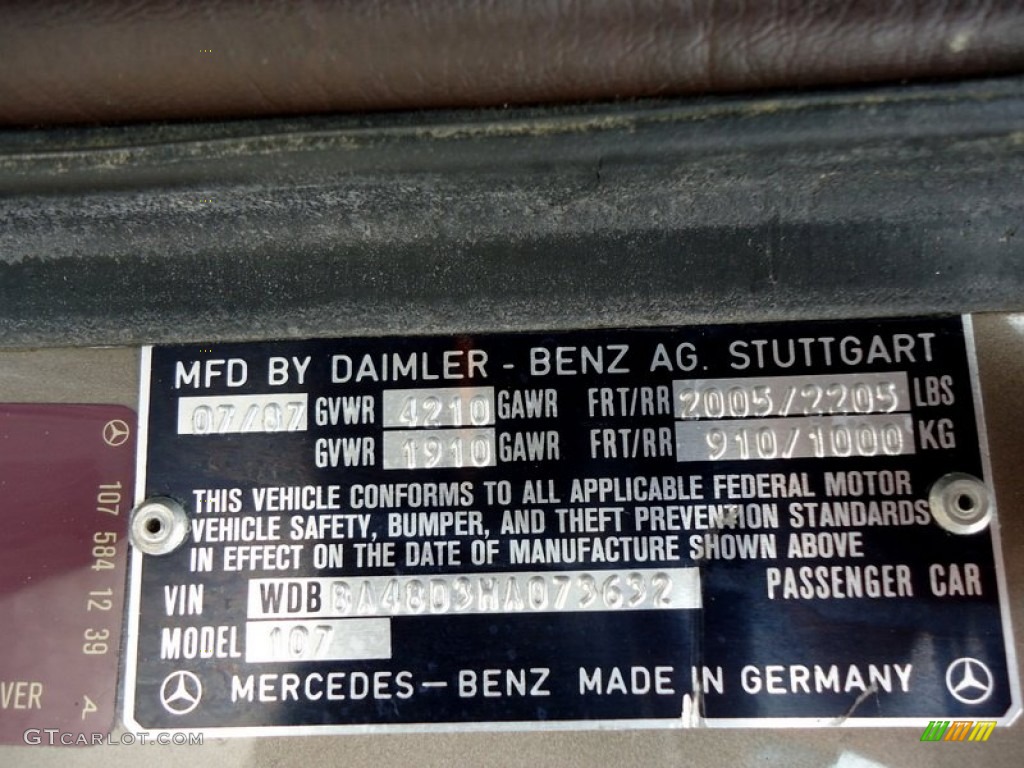 MFD BY DAIMLER - BENZ AG. STUTTGART
07/87 GVWR 4210 GAWR FRT/RR 2005/2205 LBS
GVWR 1910 GAWR FRT/RR 910/1000 KG
THIS VEHICLE CONFORMS TO ALL APPLICABLE FEDERAL MOTOR
VEHICLE SAFETY, BUMPER, AND THEFT PREVENTION STANDARDS
IN EFFECT ON THE DATE OF MANUFACTURE SHOWN ABOVE
VIN WDBBA48D3HA073632 PASSENGER CAR
MODEL 107
MERCEDES-BENZ MADE IN GERMANY
107 584 12 39 A
VER
GTCARLOT.COM